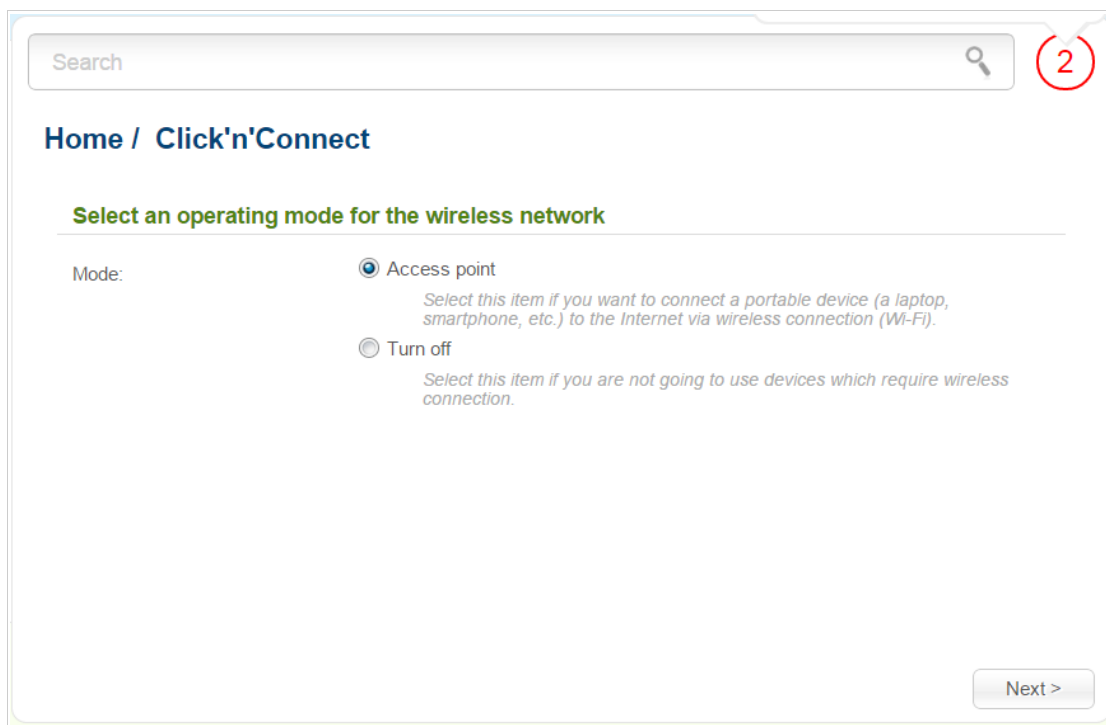 Search
2
Home / Click'n'Connect
Select an operating mode for the wireless network
Mode:
Access point
Select this item if you want to connect a portable device (a laptop,
smartphone, etc.) to the Internet via wireless connection (Wi-Fi).
Turn off
Select this item if you are not going to use devices which require wireless
connection.
Next >